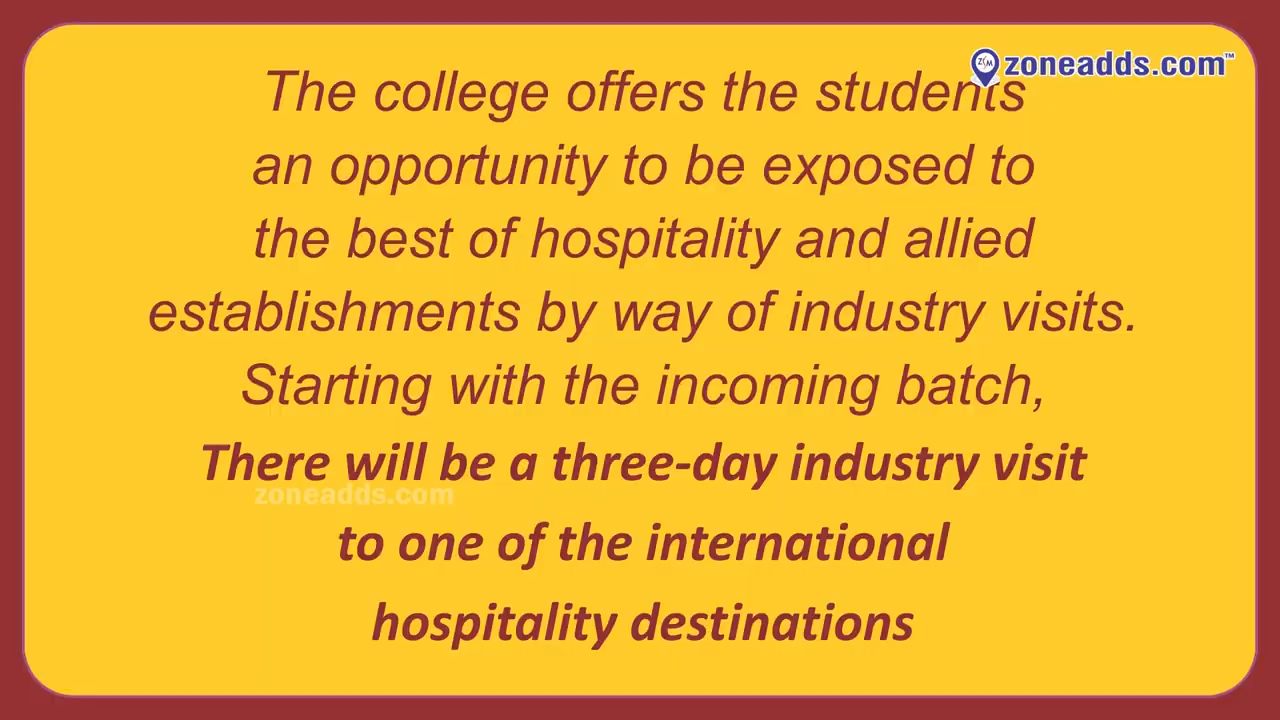 zoneadds.com™
The college offers the students
an opportunity to be exposed to
the best of hospitality and allied
establishments by way of industry visits.
Starting with the incoming batch,
There will be a three-day industry visit
zoneadds.com
to one of the international
hospitality destinations